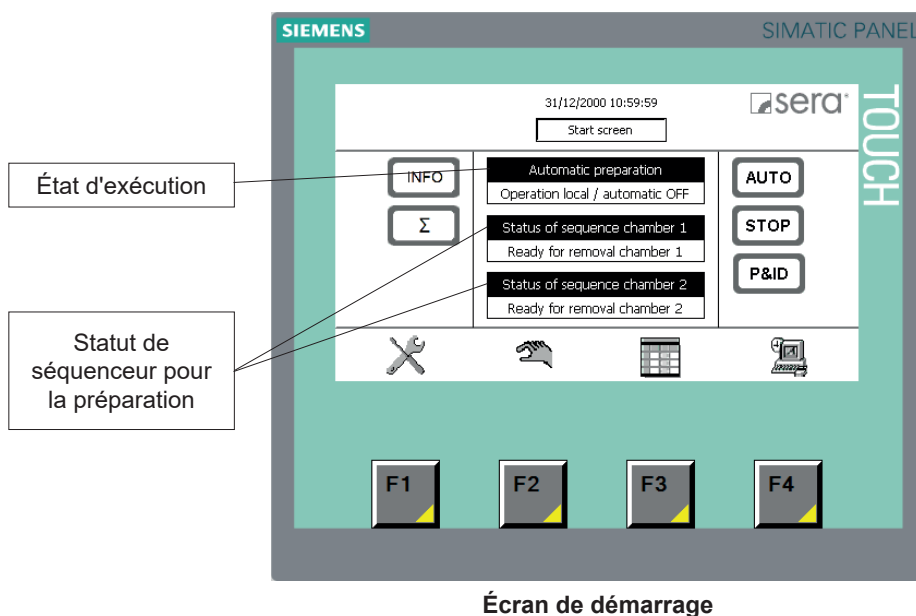 SIEMENS
SIMATIC PANEL
TOUCH
31/12/2000 10:59:59
sera
Start screen
État d'exécution
INFO
Automatic preparation
Operation local / automatic OFF
AUTO
Σ
Status of sequence chamber 1
Ready for removal chamber 1
STOP
Status of sequence chamber 2
Ready for removal chamber 2
P&ID
Statut de
séquenceur pour
la préparation
F1
F2
F3
F4
Écran de démarrage